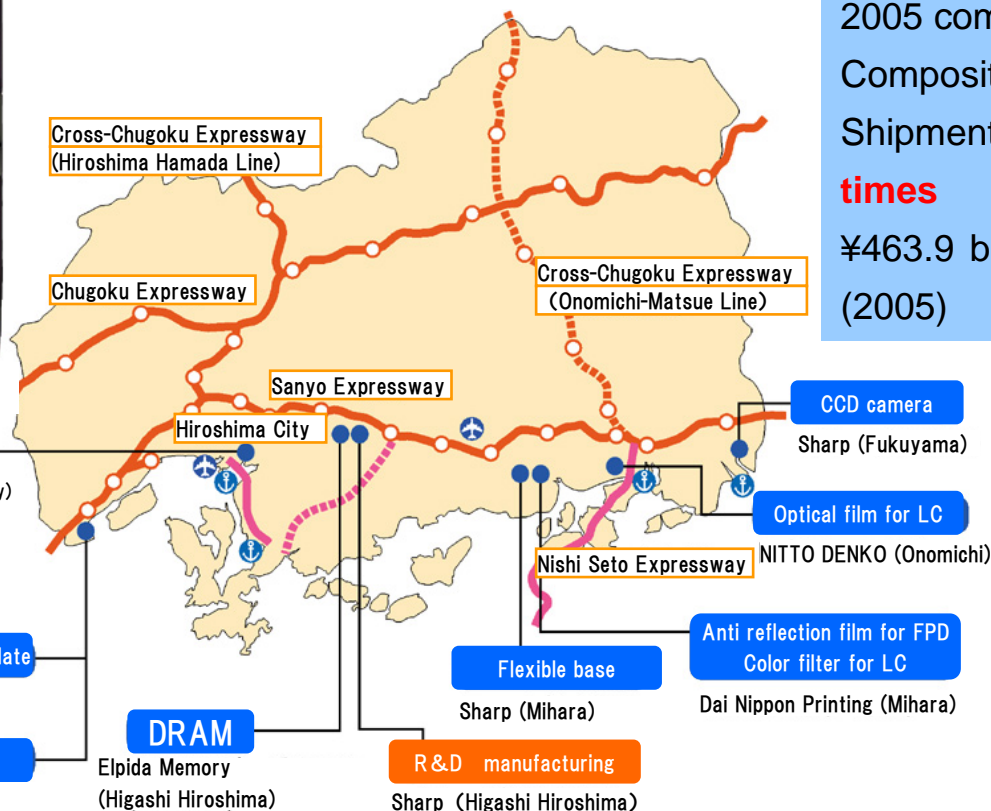 2005
Shipment
times
¥463.9
(2005)
Cross-Chugoku Expressway
(Hiroshima Hamada Line)
Chugoku Expressway
Cross-Chugoku Expressway
(Onomichi-Matsue Line)
Sanyo Expressway
Hiroshima City
CCD camera
Sharp (Fukuyama)
Optical film for LC
NITTO DENKO (Onomichi)
Nishi Seto Expressway
Anti reflection film for FPD
Color filter for LC
Dai Nippon Printing (Mihara)
Flexible base
Sharp (Mihara)
DRAM
Elpida Memory
(Higashi Hiroshima)
R&D manufacturing
Sharp (Higashi Hiroshima)